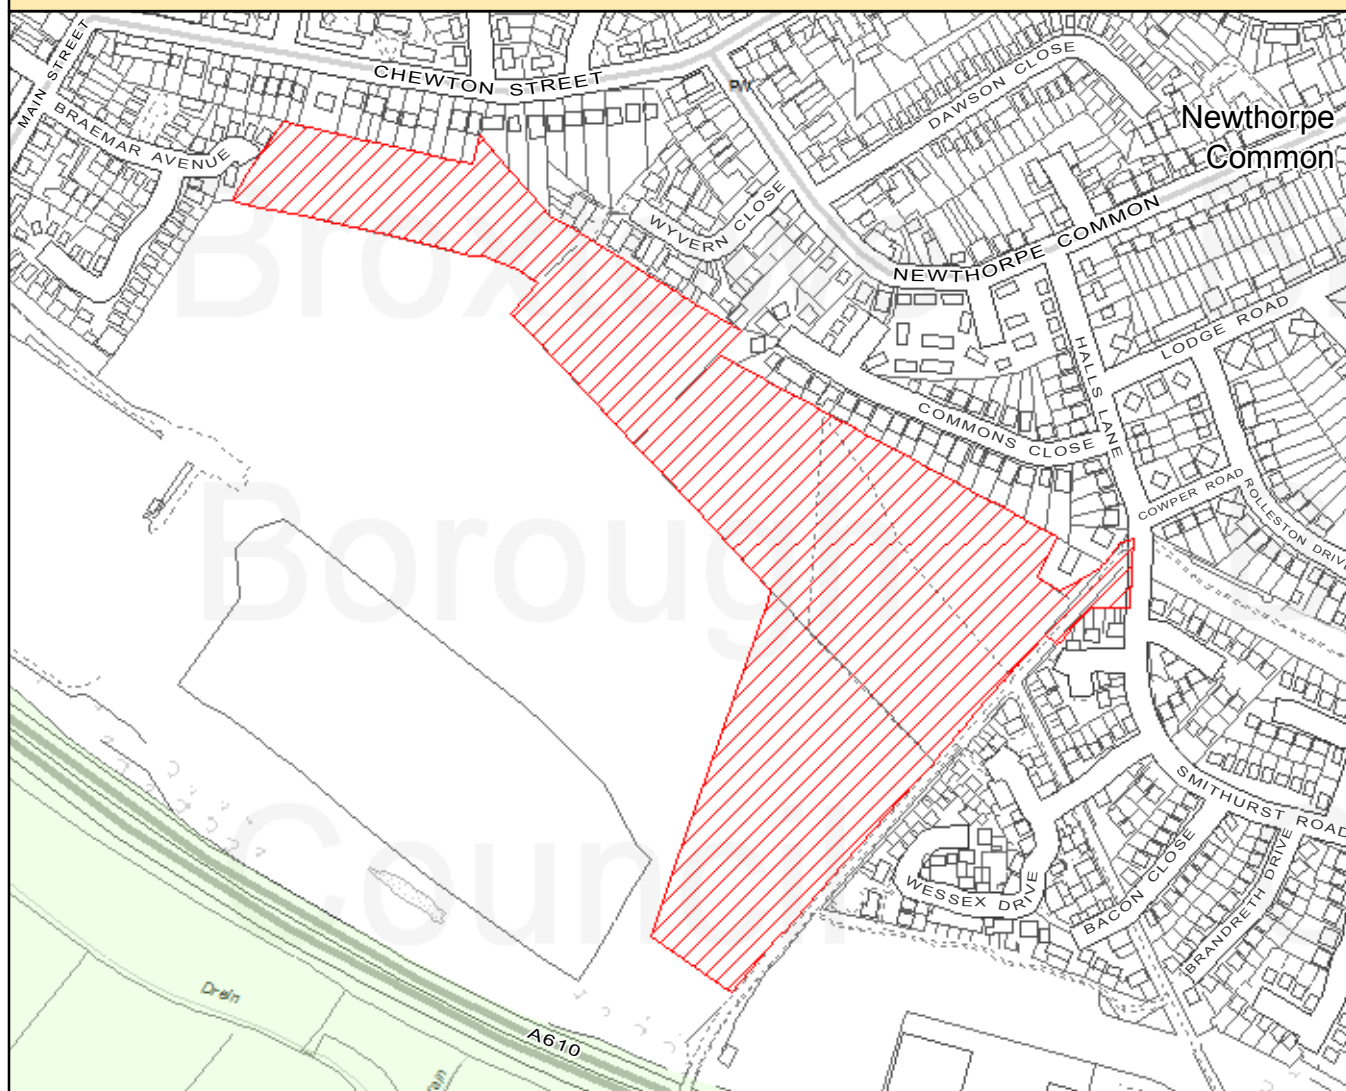 MAIN STREET
CHEWTON STREET
BRAEMAR AVENUE
PW
DAWSON CLOSE
Newthorpe
Common
WYVERN CLOSE
NEWTHORPE COMMON
HALLS LANE
LODGE ROAD
COMMONS CLOSE
COWPER ROAD
ROLLESTON DRIVE
SMITHURST ROAD
WESSEX DRIVE
BACON CLOSE
BRANDRETH DRIVE
Drain
A610
Borough
Council